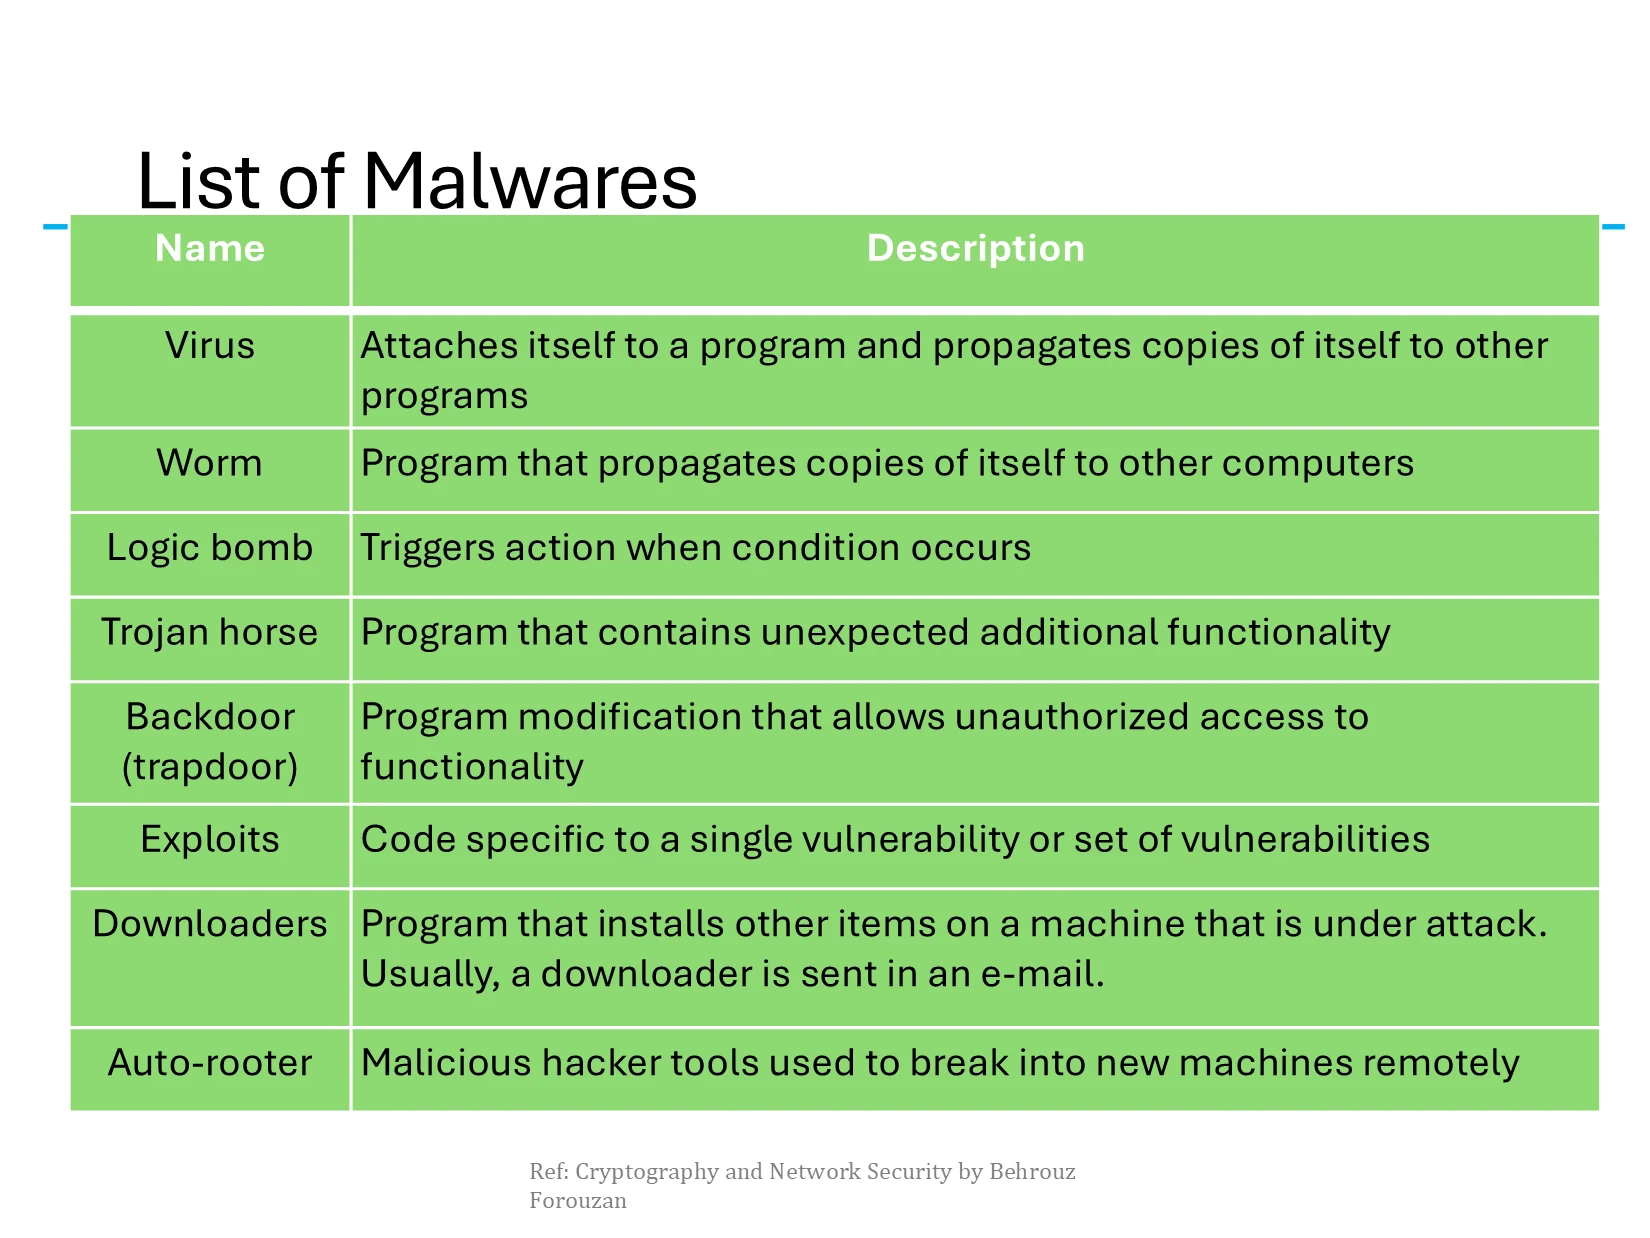 List of Malwares
Name
Description
Virus
Attaches itself to a program and propagates copies of itself to other
programs
Worm
Program that propagates copies of itself to other computers
Logic bomb
Triggers action when condition occurs
Trojan horse
Program that contains unexpected additional functionality
Backdoor
(trapdoor)
Program modification that allows unauthorized access to
functionality
Exploits
Code specific to a single vulnerability or set of vulnerabilities
Downloaders
Program that installs other items on a machine that is under attack.
Usually, a downloader is sent in an e-mail.
Auto-rooter
Malicious hacker tools used to break into new machines remotely
Ref: Cryptography and Network Security by Behrouz
Forouzan